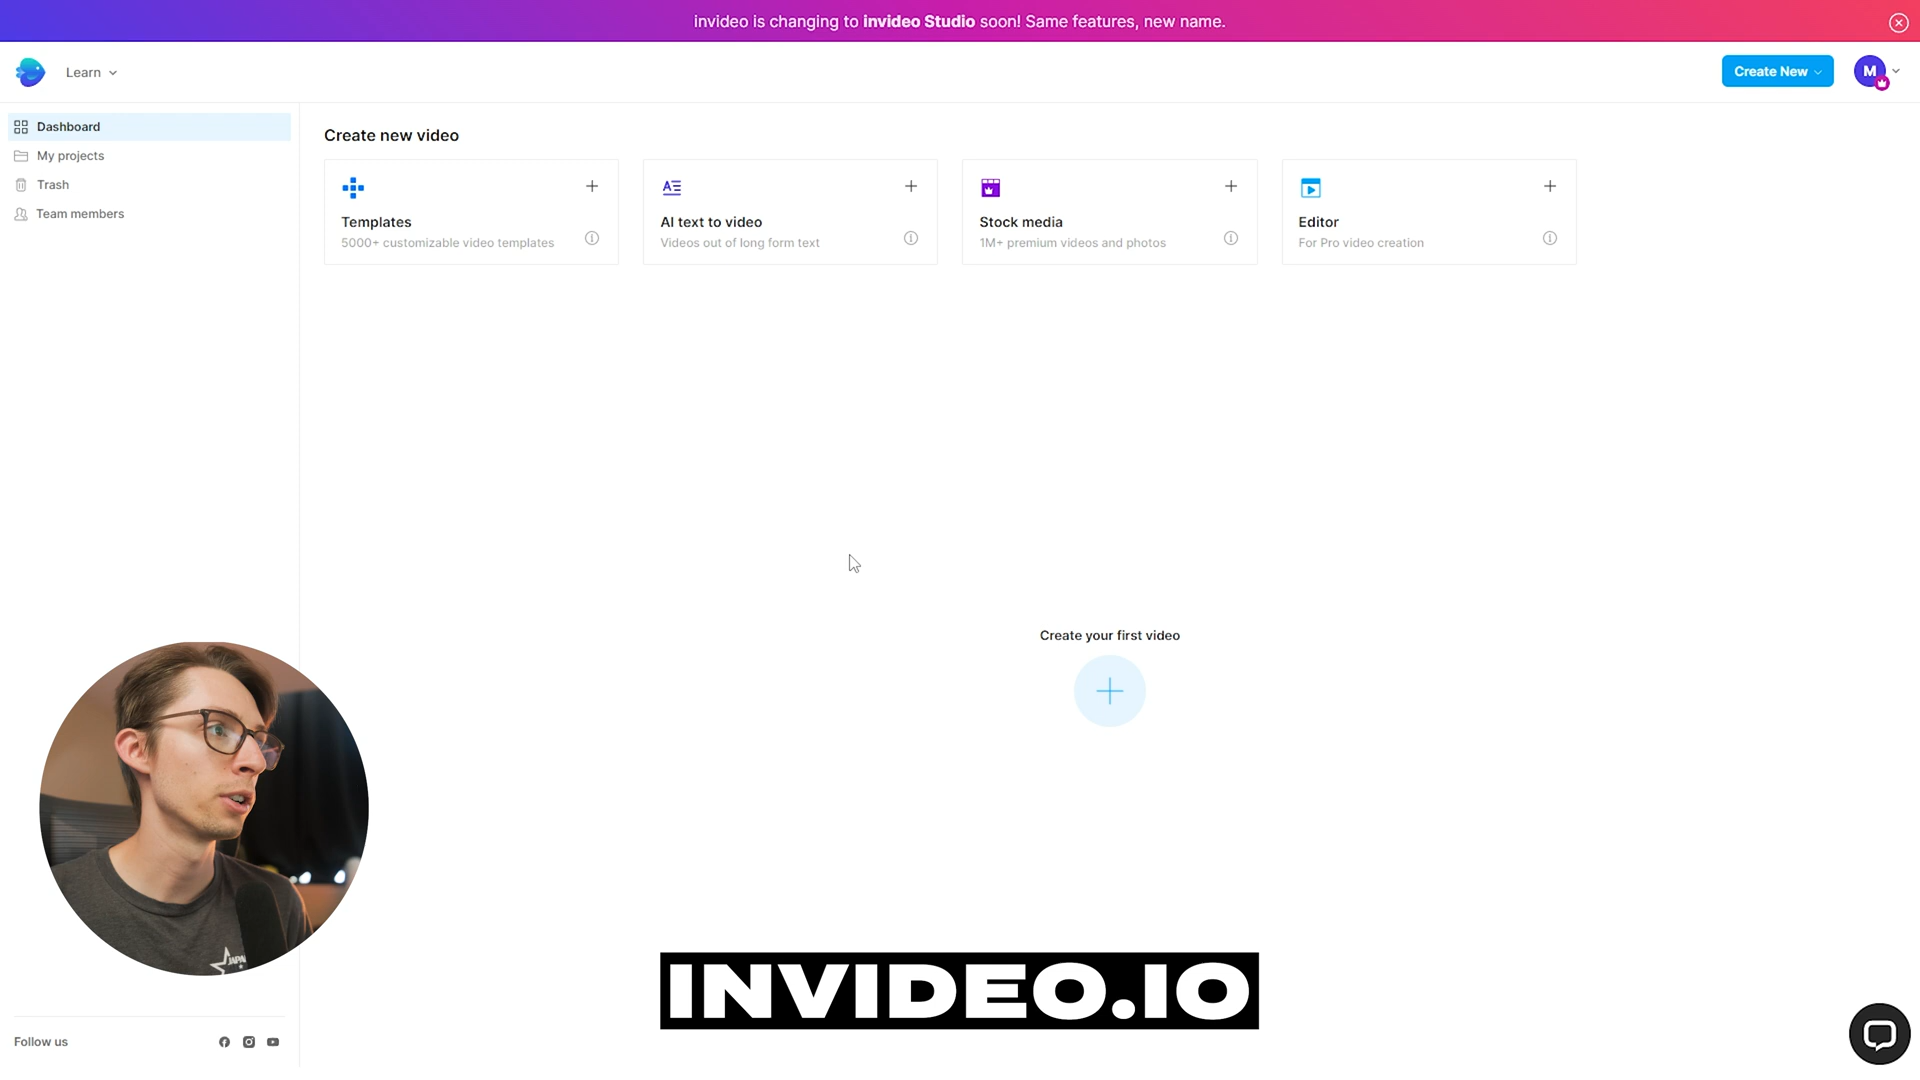 invideo is changing to invideo Studio soon! Same features, new name.
Learn
Create New
M
Dashboard
My projects
Trash
Team members
Create new video
Templates
5000+ customizable video templates
AI text to video
Videos out of long form text
Stock media
1M+ premium videos and photos
Editor
For Pro video creation
Create your first video
JAPAN
INVIDEO.IO
Follow us